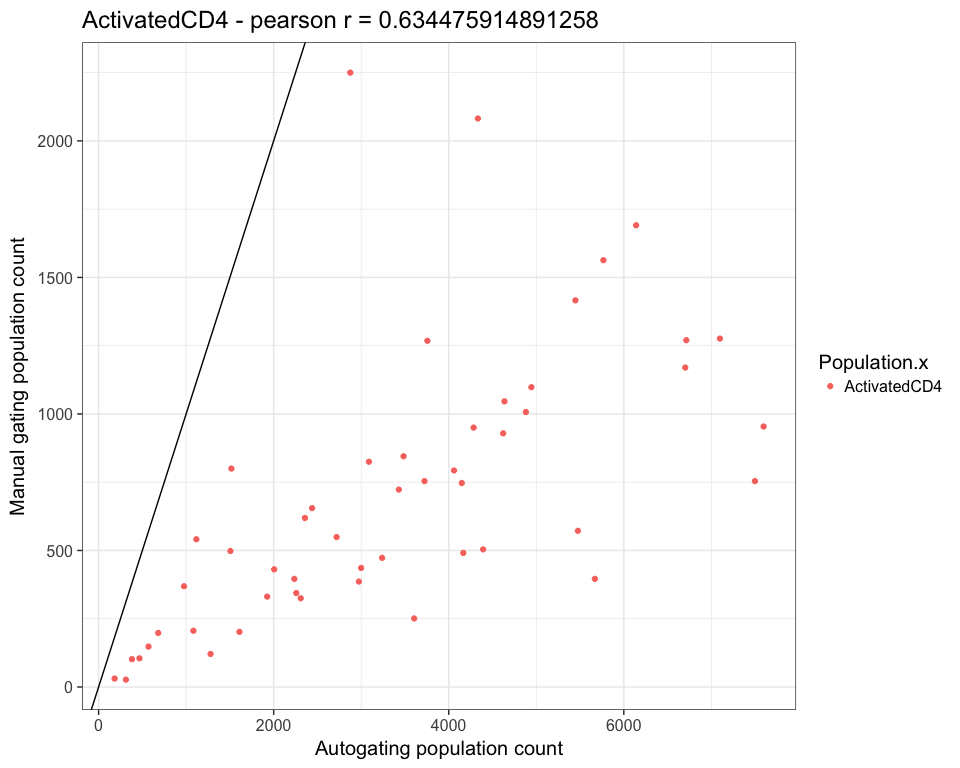 ActivatedCD4 - pearson r = 0.634475914891258
Manual gating population count
2000
1500
1000
500
0
0 2000 4000 6000
Autogating population count
Population.x
ActivatedCD4